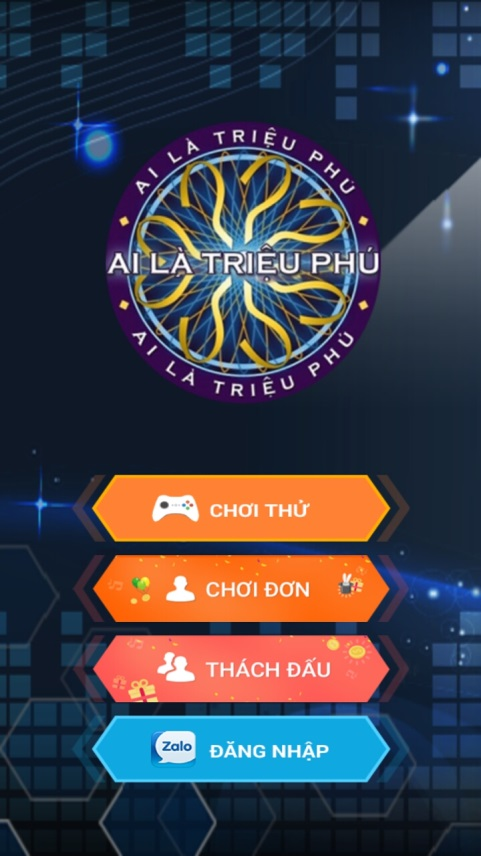 AI LÀ TRIỆU PHÚ
AI LÀ TRIỆU PHÚ
AI LÀ TRIỆU PHÚ
CHƠI THỬ
CHƠI ĐƠN
THÁCH ĐẤU
Zalo ĐĂNG NHẬP